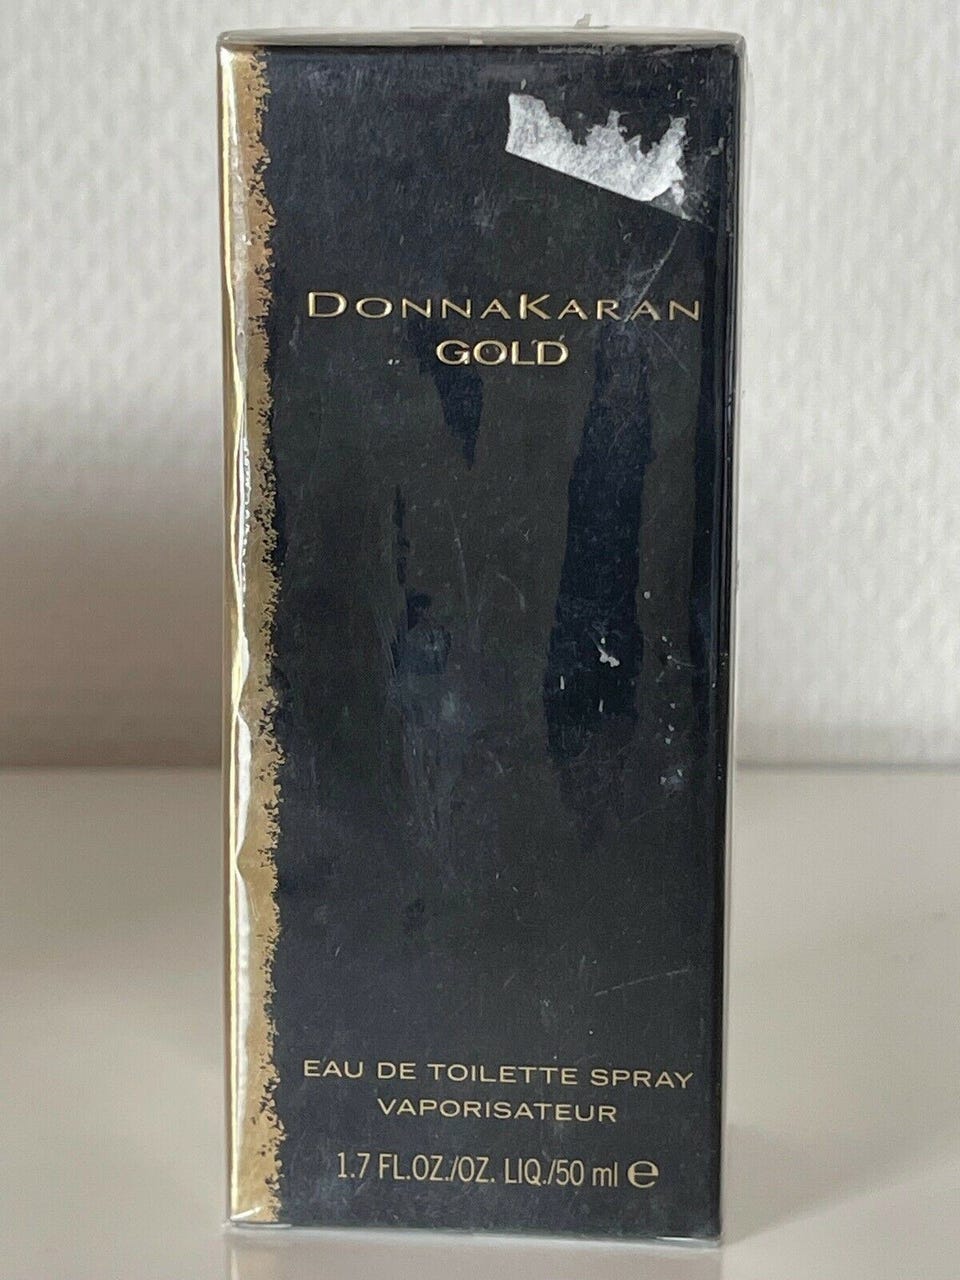 DONNAKARAN
GOLD
EAU DE TOILETTE SPRAY
VAPORISATEUR
1.7 FL.OZ./OZ. LIQ./50 ml ℮